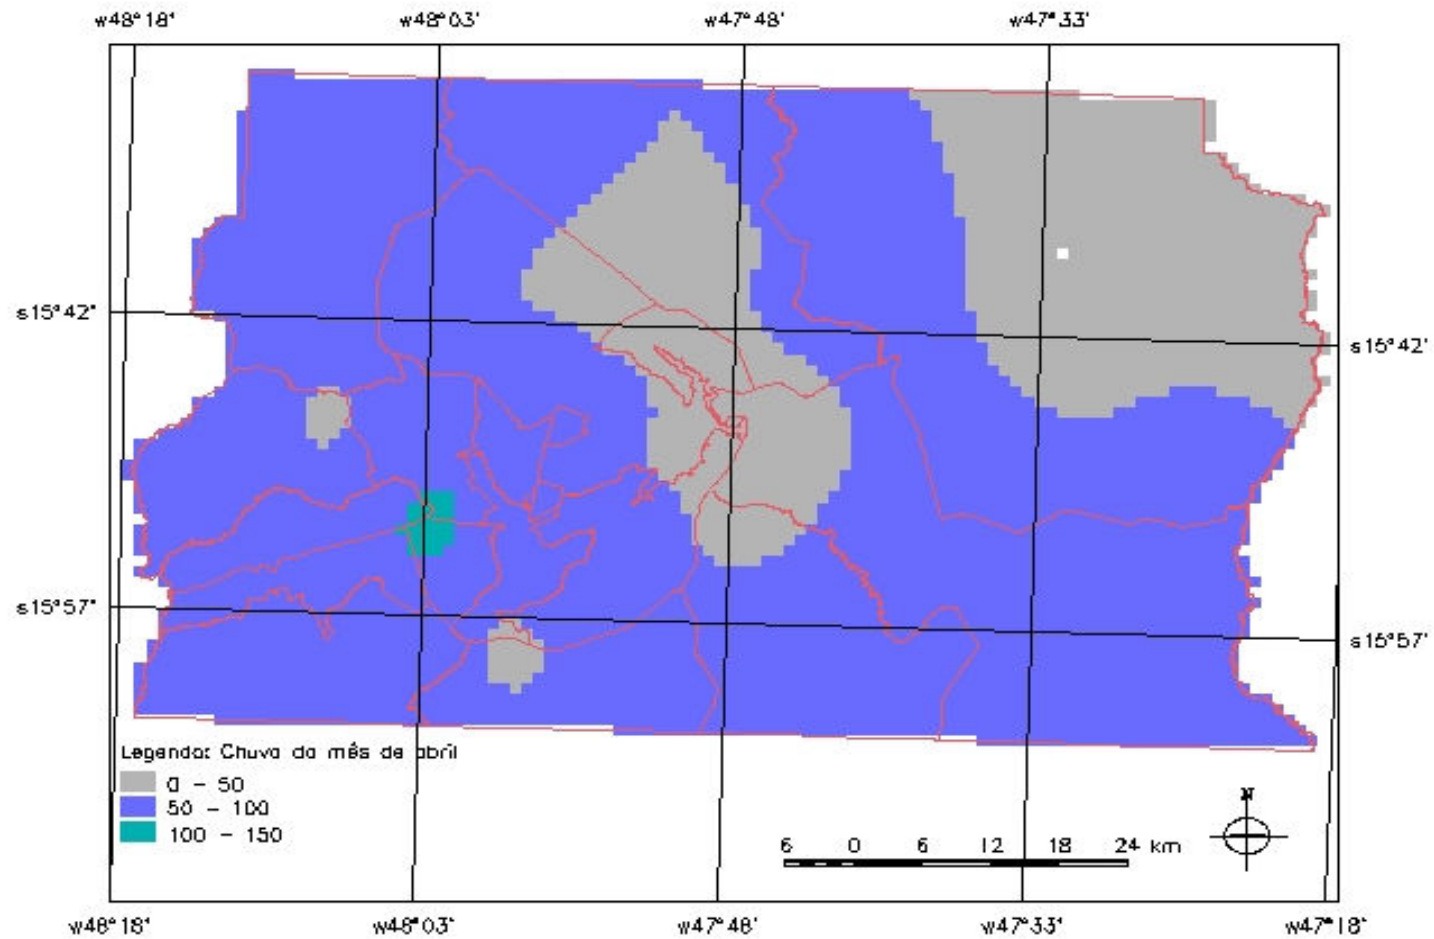 w48°18' w48°03' w47°48' w47°33'
s15°42'
s15°42'
s15°57'
s15°57'
Legenda: Chuva da mês de abril
0 - 50
50 - 100
100 - 150
N
6 0 6 12 18 24 km
w48°18' w48°03' w47°48' w47°33' w47°18'